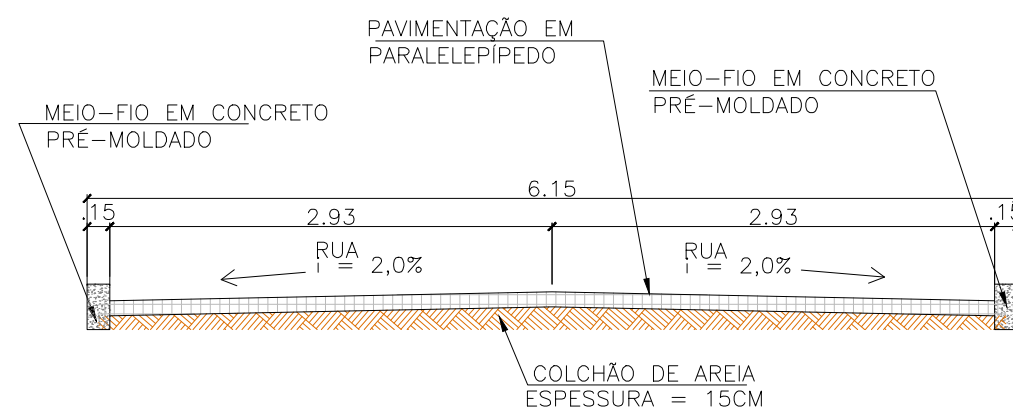 PAVIMENTAÇÃO EM
PARALELEPÍPEDO
MEIO-FIO EM CONCRETO
PRÉ-MOLDADO
MEIO-FIO EM CONCRETO
PRÉ-MOLDADO
6.15
.15
2.93
2.93
.15
RUA
i = 2,0%
RUA
i = 2,0%
COLCHÃO DE AREIA
ESPESSURA = 15CM